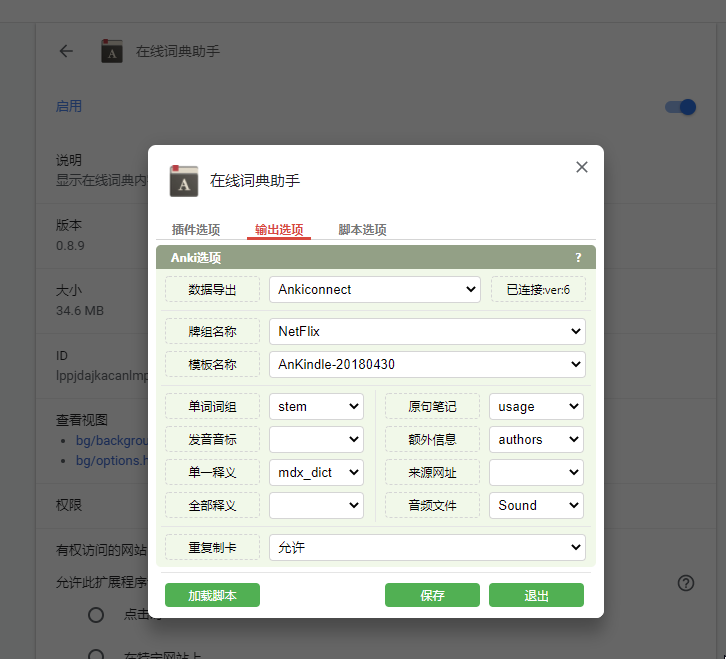 在线词典助手
启用
说明
显示在线词典内
版本
0.8.9
大小
34.6 MB
ID
lppjdajkacanlmp
查看视图
bg/backgrou
bg/options.h
权限
有权访问的网站
允许此扩展程序
点击时
在特定网站上
在线词典助手
插件选项 输出选项 脚本选项
Anki选项 ?
数据导出 Ankiconnect 已连接:ver:6
牌组名称 NetFlix
模板名称 AnKindle-20180430
单词词组 stem 原句笔记 usage
发音音标 额外信息 authors
单一释义 mdx_dict 来源网址
全部释义 音频文件 Sound
重复制卡 允许
加载脚本 保存 退出